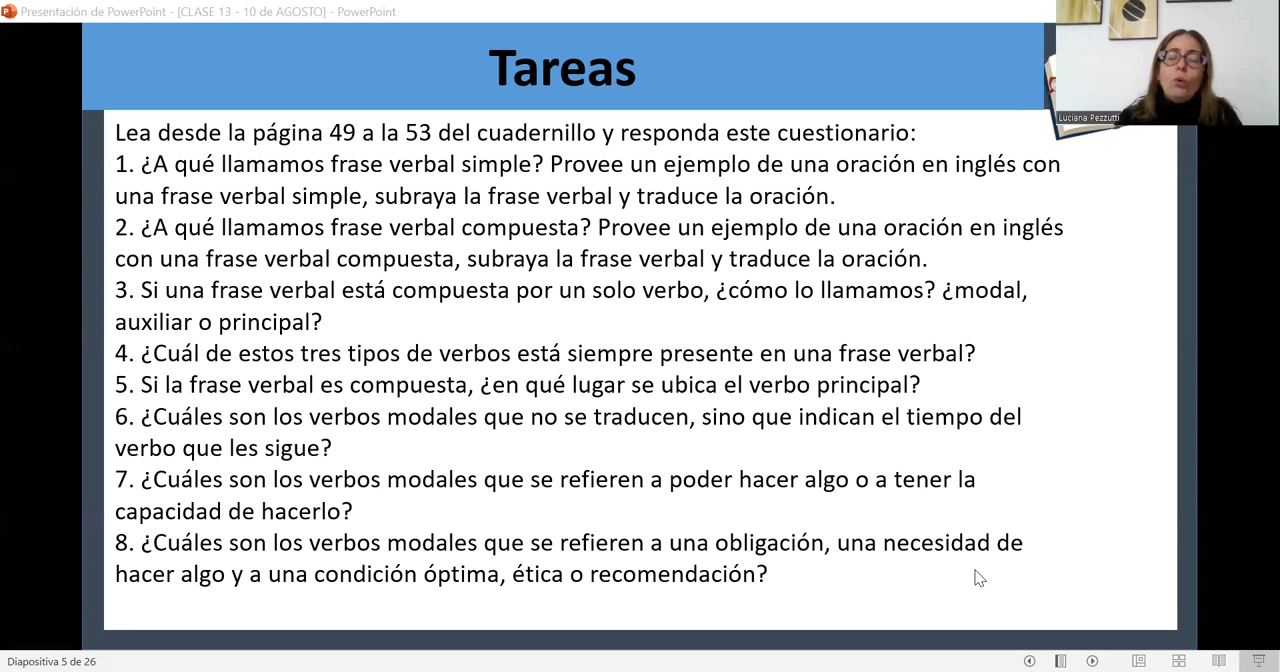 Presentación de PowerPoint - [CLASE 13 - 10 de AGOSTO] - PowerPoint
Tareas
Luciana Pezzutti
Lea desde la página 49 a la 53 del cuadernillo y responda este cuestionario:
1. ¿A qué llamamos frase verbal simple? Provee un ejemplo de una oración en inglés con
una frase verbal simple, subraya la frase verbal y traduce la oración.
2. ¿A qué llamamos frase verbal compuesta? Provee un ejemplo de una oración en inglés
con una frase verbal compuesta, subraya la frase verbal y traduce la oración.
3. Si una frase verbal está compuesta por un solo verbo, ¿cómo lo llamamos? ¿modal,
auxiliar o principal?
4. ¿Cuál de estos tres tipos de verbos está siempre presente en una frase verbal?
5. Si la frase verbal es compuesta, ¿en qué lugar se ubica el verbo principal?
6. ¿Cuáles son los verbos modales que no se traducen, sino que indican el tiempo del
verbo que les sigue?
7. ¿Cuáles son los verbos modales que se refieren a poder hacer algo o a tener la
capacidad de hacerlo?
8. ¿Cuáles son los verbos modales que se refieren a una obligación, una necesidad de
hacer algo y a una condición óptima, ética o recomendación?
Diapositiva 5 de 26